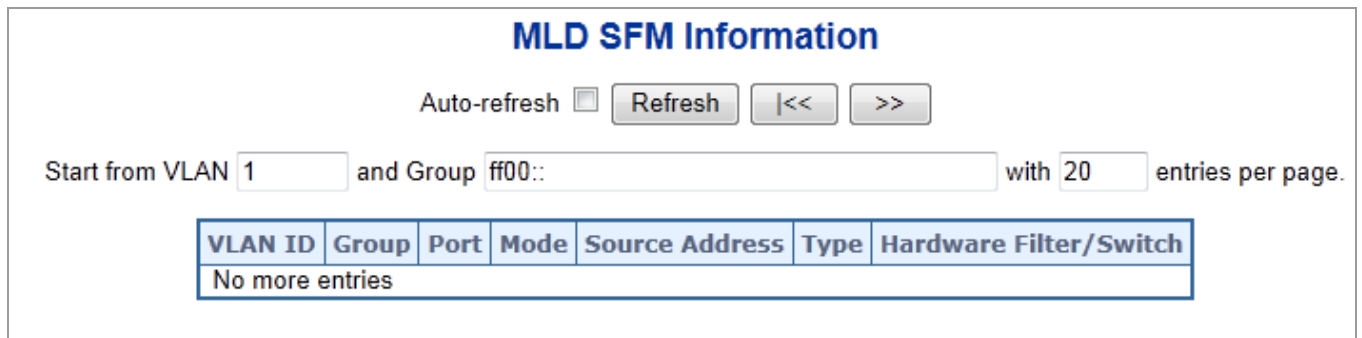 MLD SFM Information
Auto-refresh Refresh |<< >>
Start from VLAN 1 and Group ff00:: with 20 entries per page.
VLAN ID Group Port Mode Source Address Type Hardware Filter/Switch
No more entries